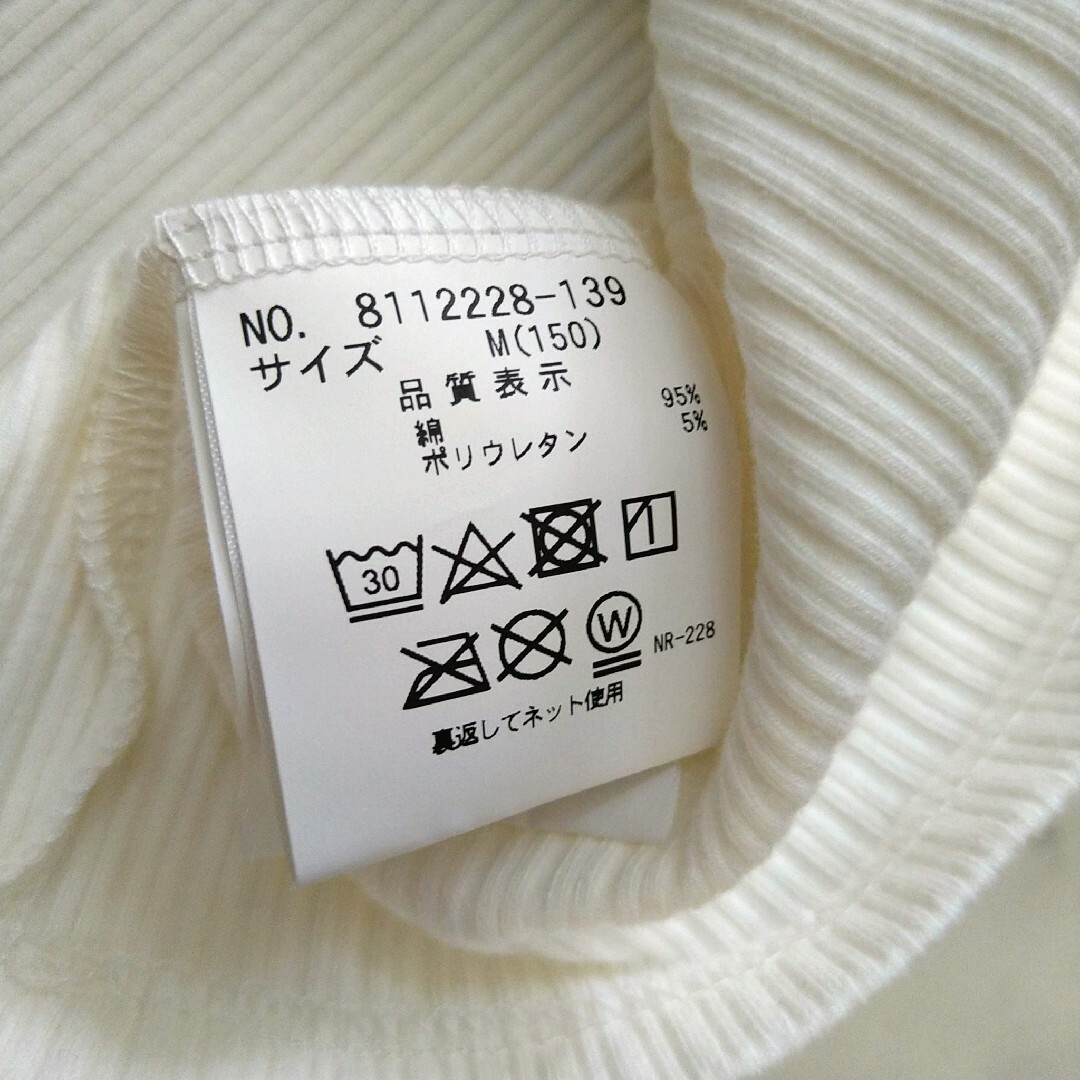 NO. 8112228-139
サイズ M(150)
品質表示
綿 95%
ポリウレタン 5%
30
W NR-228
裏返してネット使用